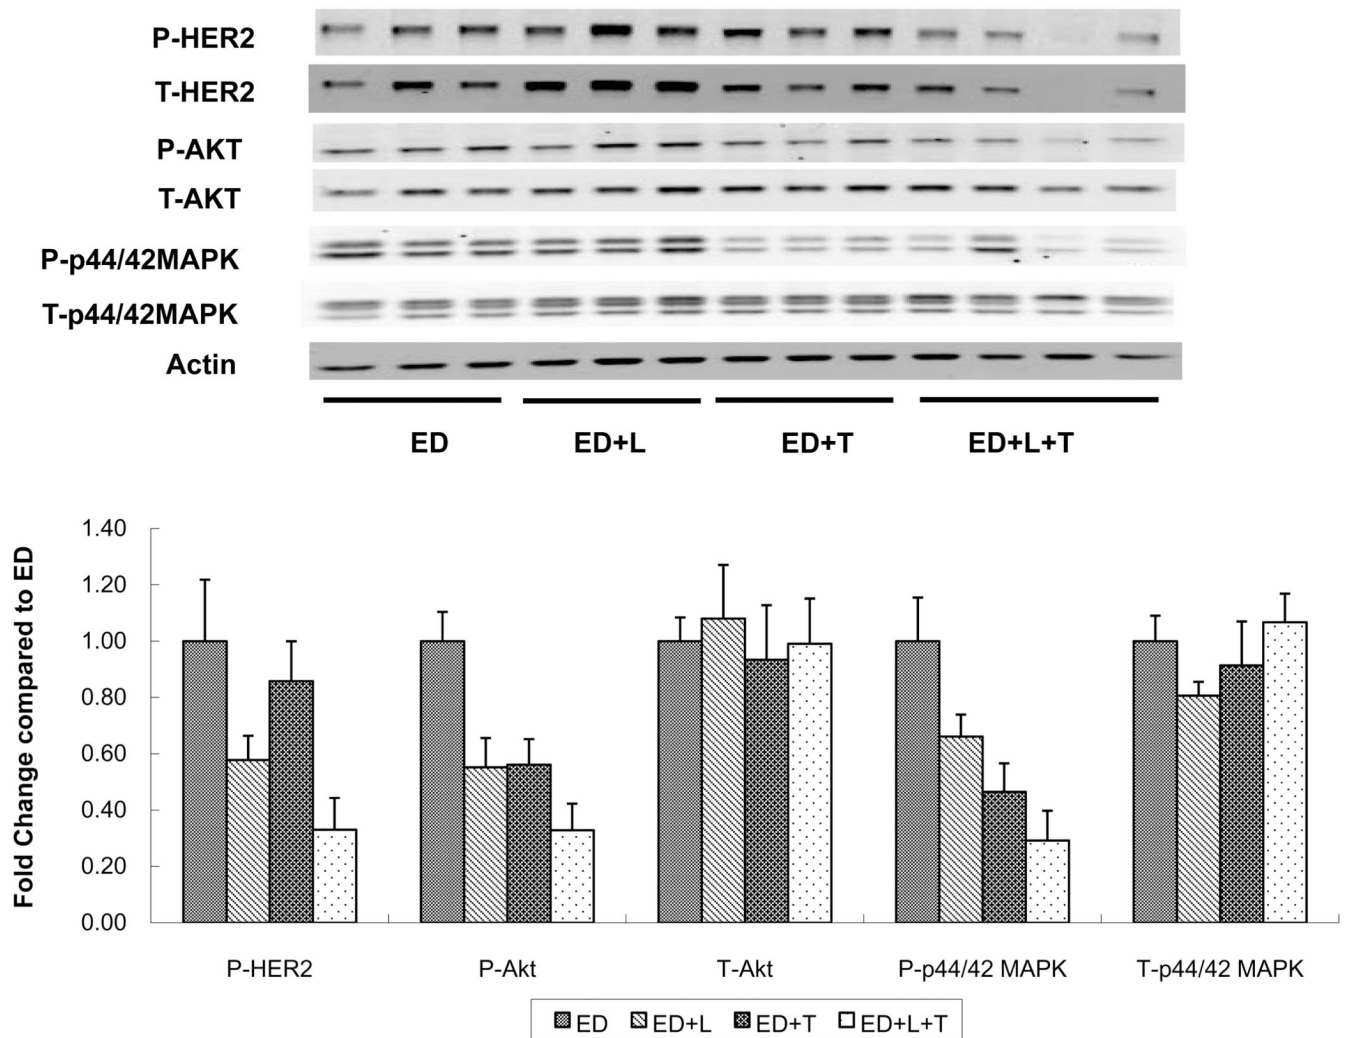 P-HER2
T-HER2
P-AKT
T-AKT
P-p44/42MAPK
T-p44/42MAPK
Actin
ED ED+L ED+T ED+L+T
Fold Change compared to ED
1.40
1.20
1.00
0.80
0.60
0.40
0.20
0.00
P-HER2 P-Akt T-Akt P-p44/42 MAPK T-p44/42 MAPK
ED ED+L ED+T ED+L+T